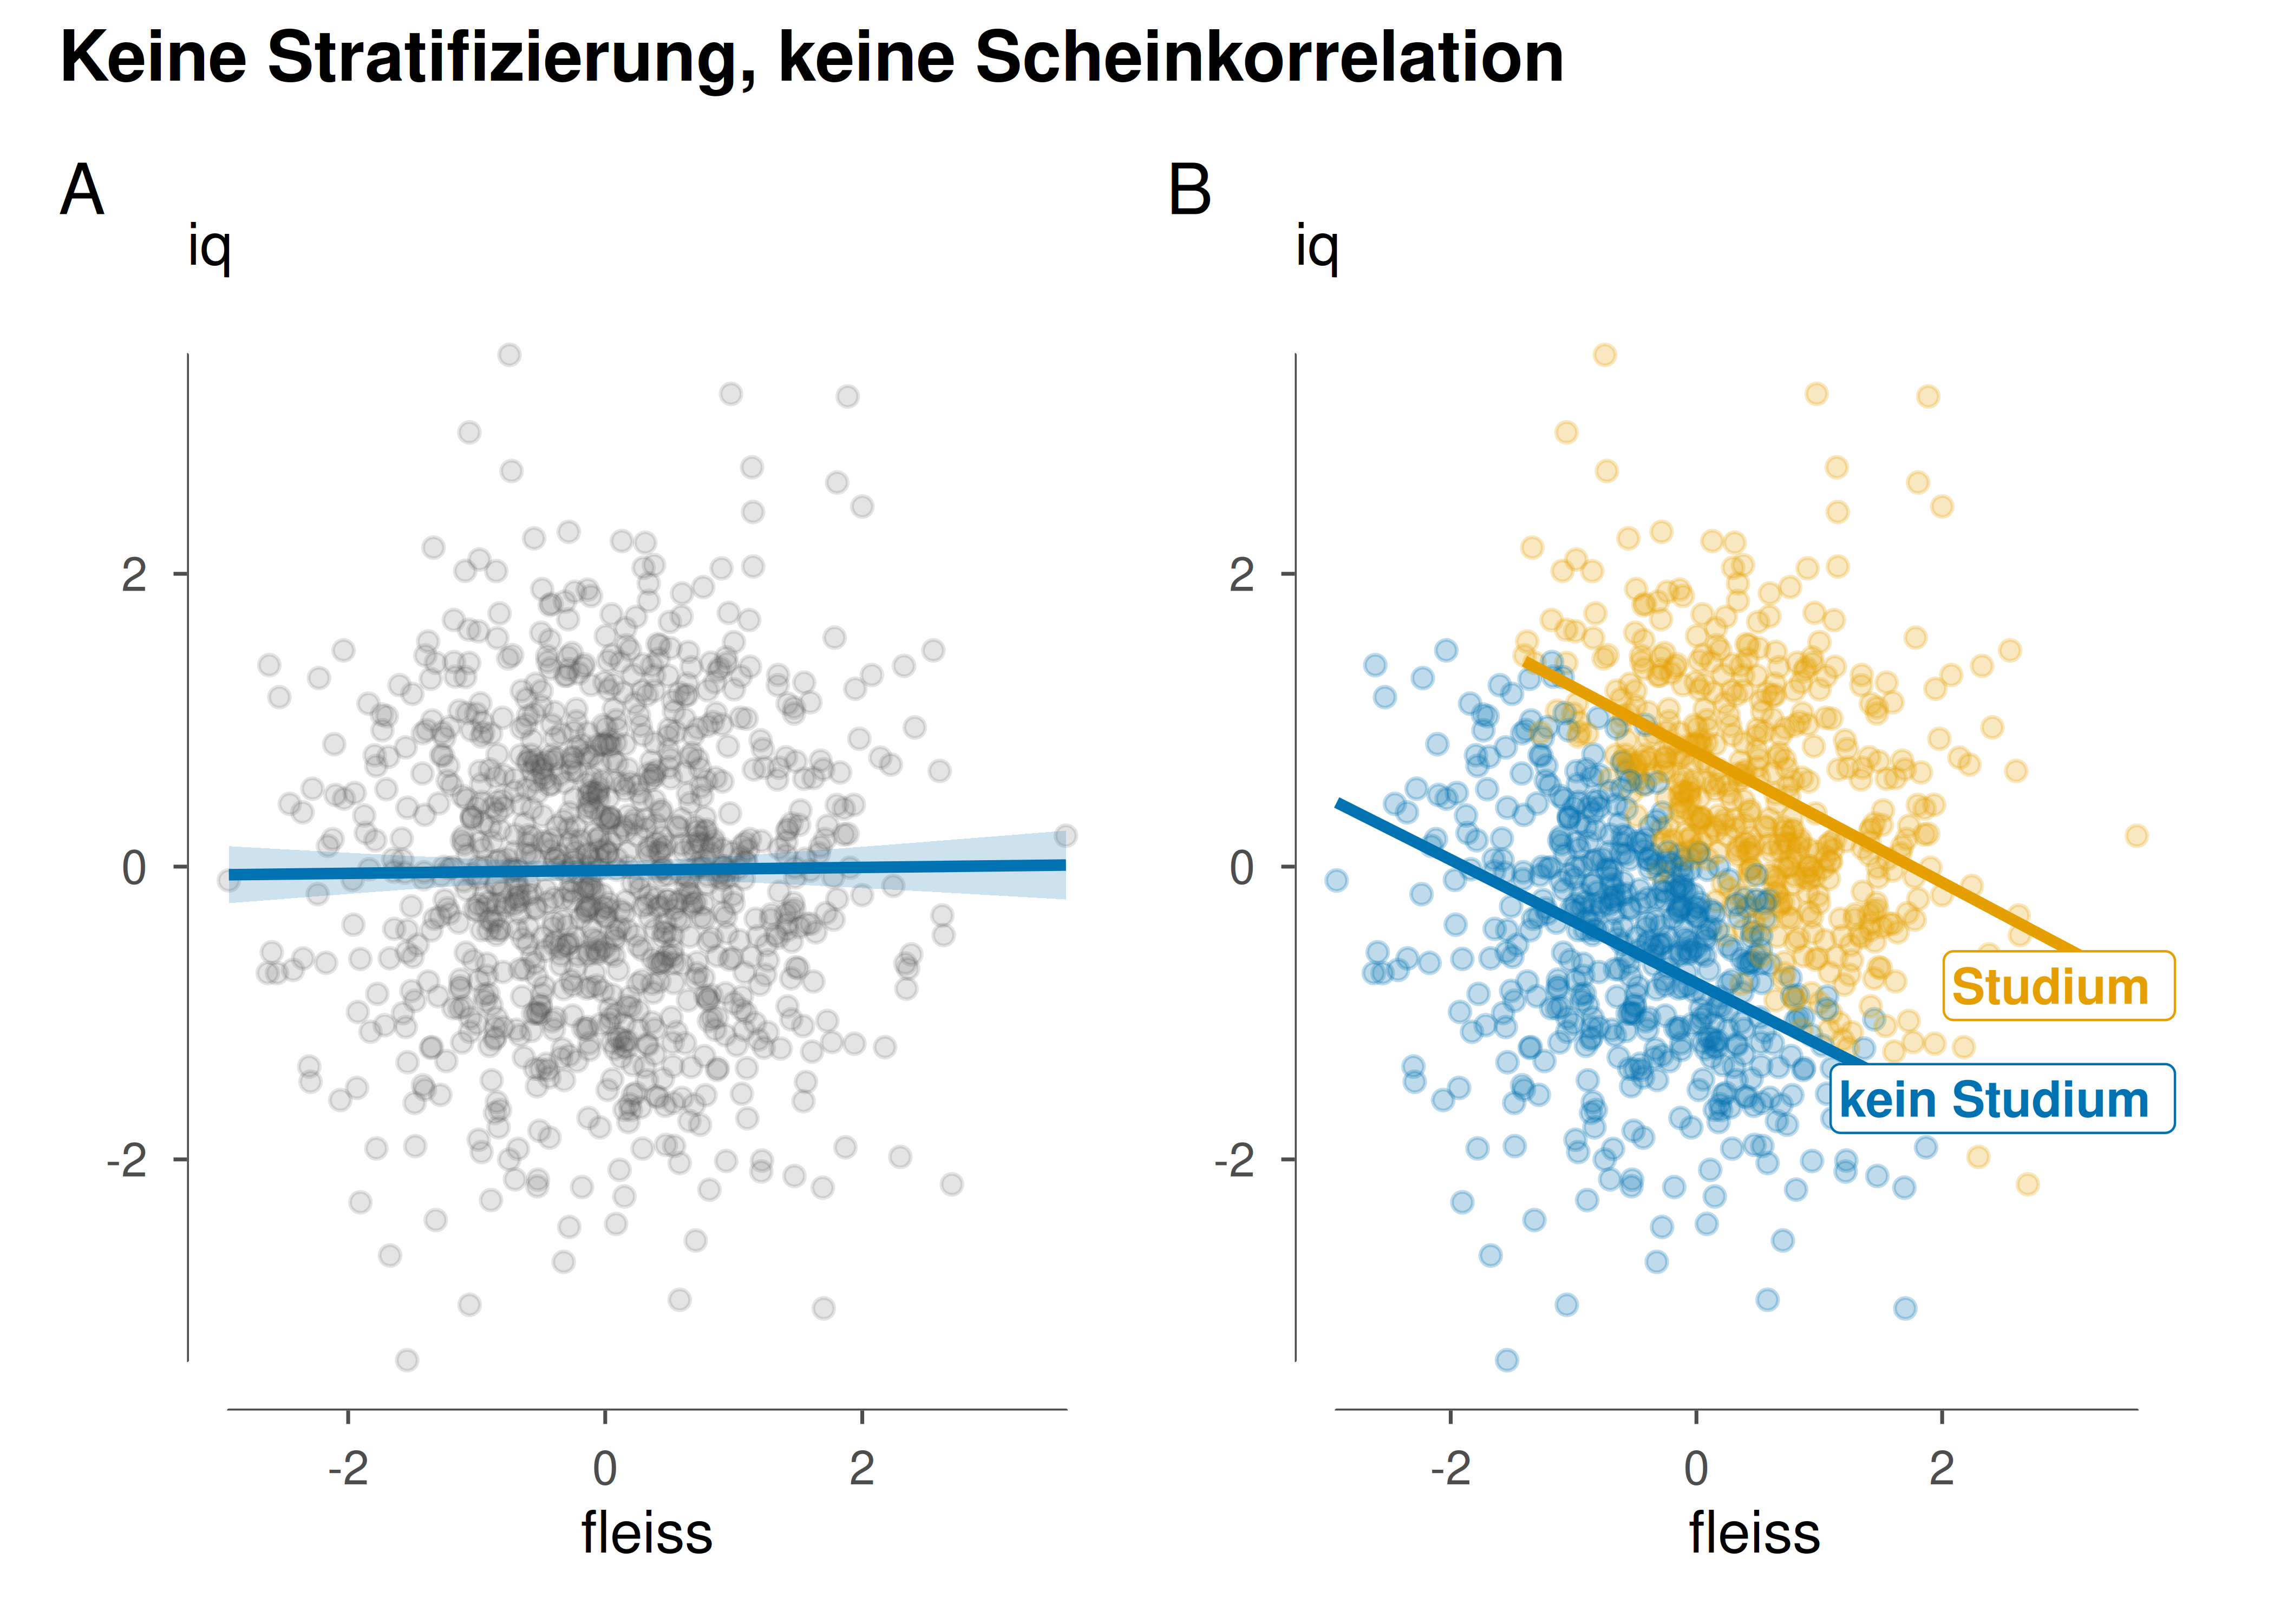 Keine Stratifizierung, keine Scheinkorrelation
A
iq
2
0
-2
-2 0 2
fleiss
B
iq
2
0
-2
Studium
kein Studium
-2 0 2
fleiss